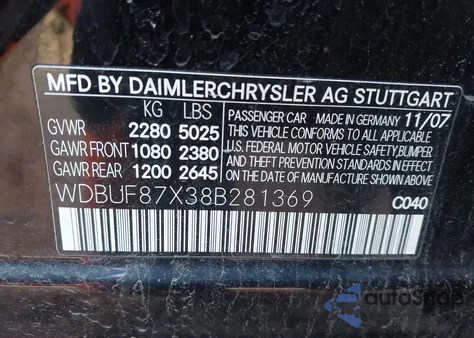 MFD BY DAIMLERCHRYSLER AG STUTTGART
KG LBS
GVWR 2280 5025
GAWR FRONT 1080 2380
GAWR REAR 1200 2645
PASSENGER CAR MADE IN GERMANY 11/07
THIS VEHICLE CONFORMS TO ALL APPLICABLE
U.S. FEDERAL MOTOR VEHICLE SAFETY, BUMPER,
AND THEFT PREVENTION STANDARDS IN EFFECT
ON THE DATE OF MANUFACTURE SHOWN ABOVE.
WDBUF87X38B281369
C040
autoSnap